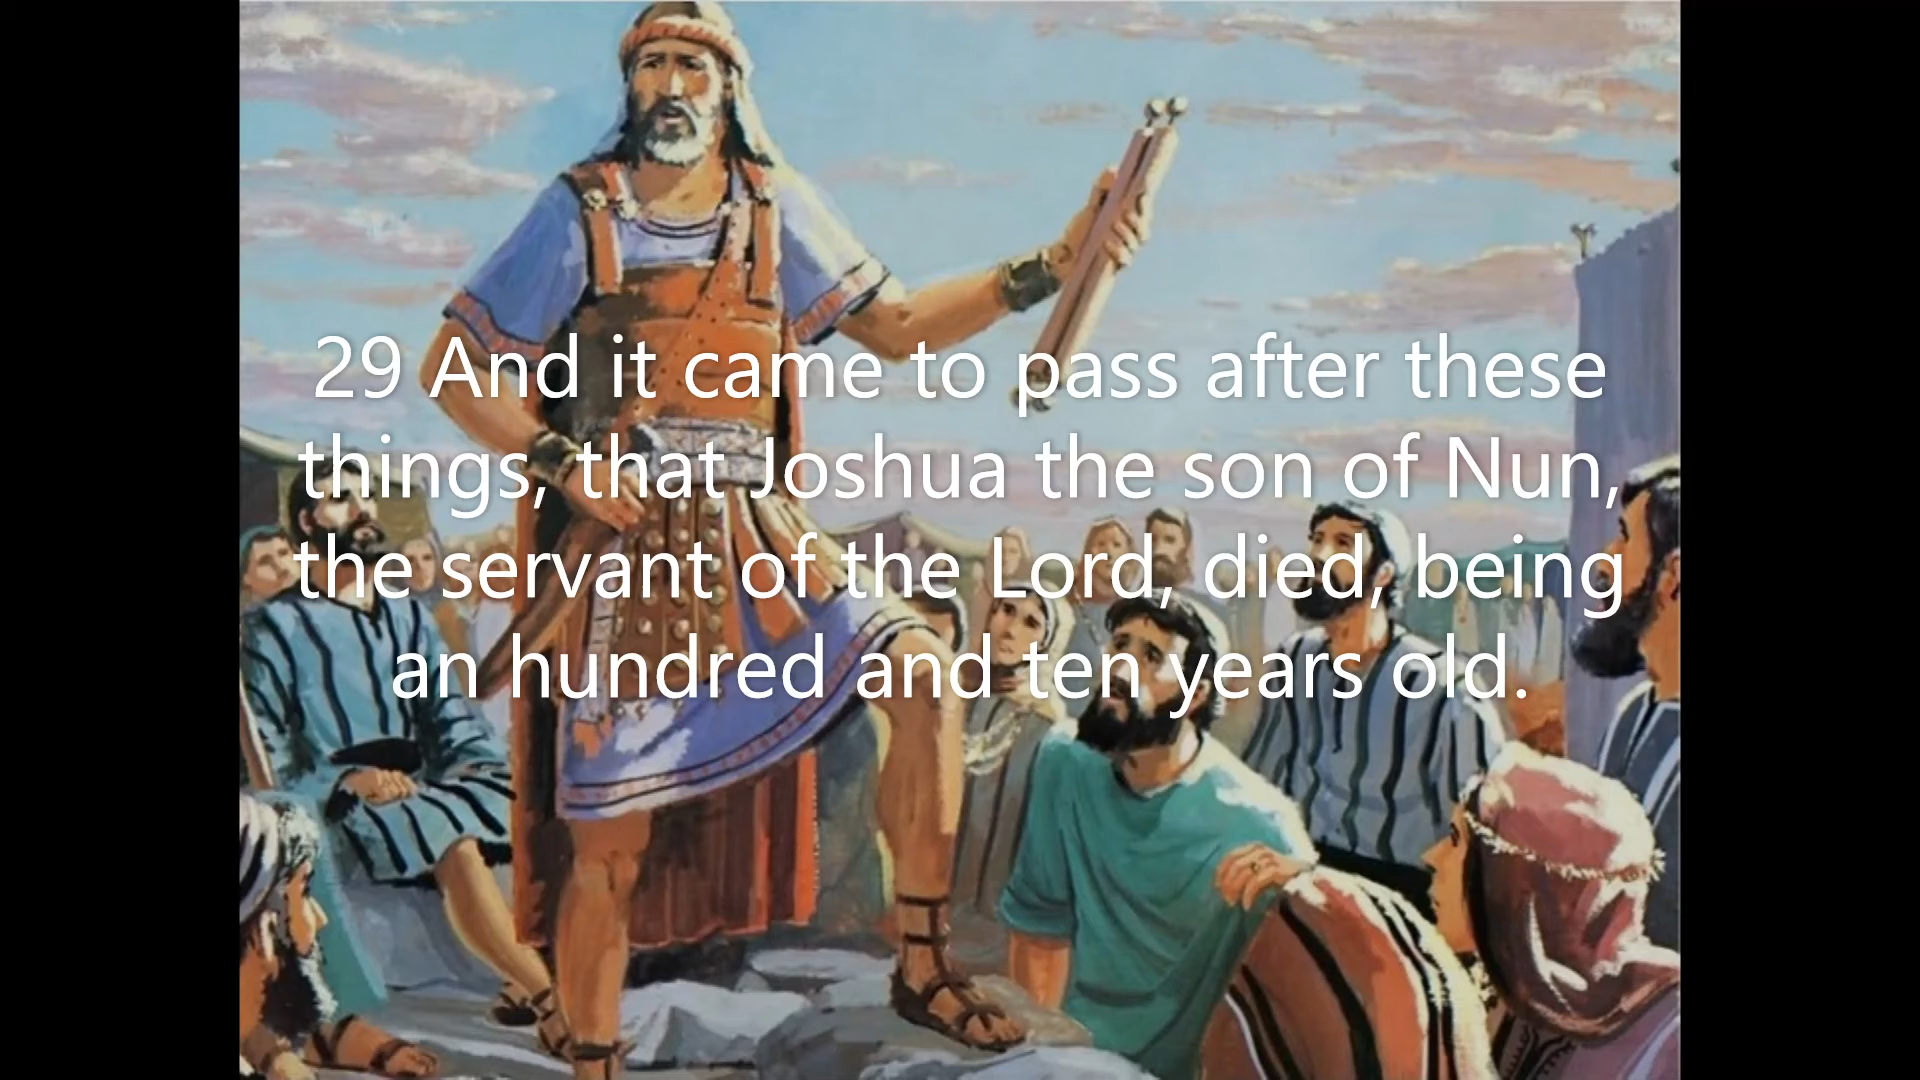 29 And it came to pass after these
things, that Joshua the son of Nun,
the servant of the Lord, died, being
an hundred and ten years old.